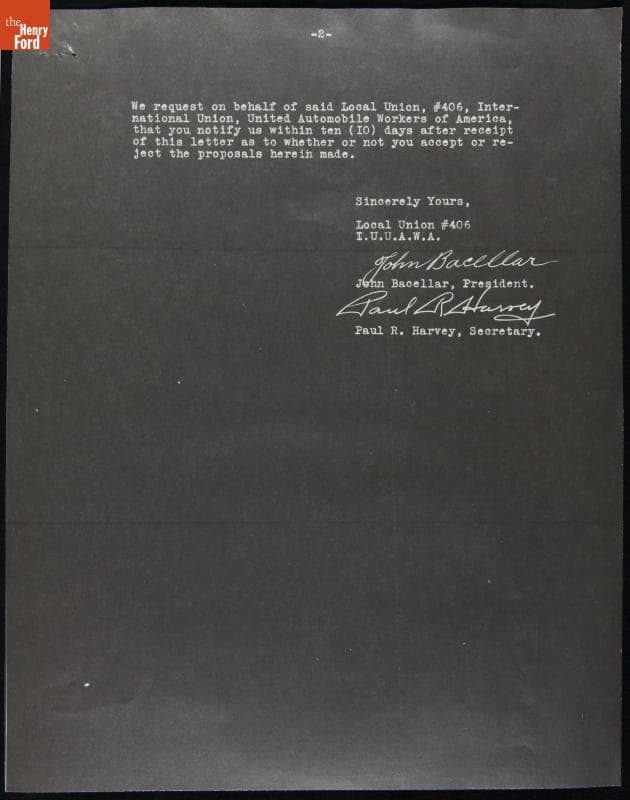 the
Henry
Ford
-2-
We request on behalf of said Local Union, #406, Inter-
national Union, United Automobile Workers of America,
that you notify us within ten (IO) days after receipt
of this letter as to whether or not you accept or re-
ject the proposals herein made.
Sincerely Yours,
Local Union #406
I.U.U.A.W.A.
John Bacellar
John Bacellar, President.
Paul R. Harvey
Paul R. Harvey, Secretary.